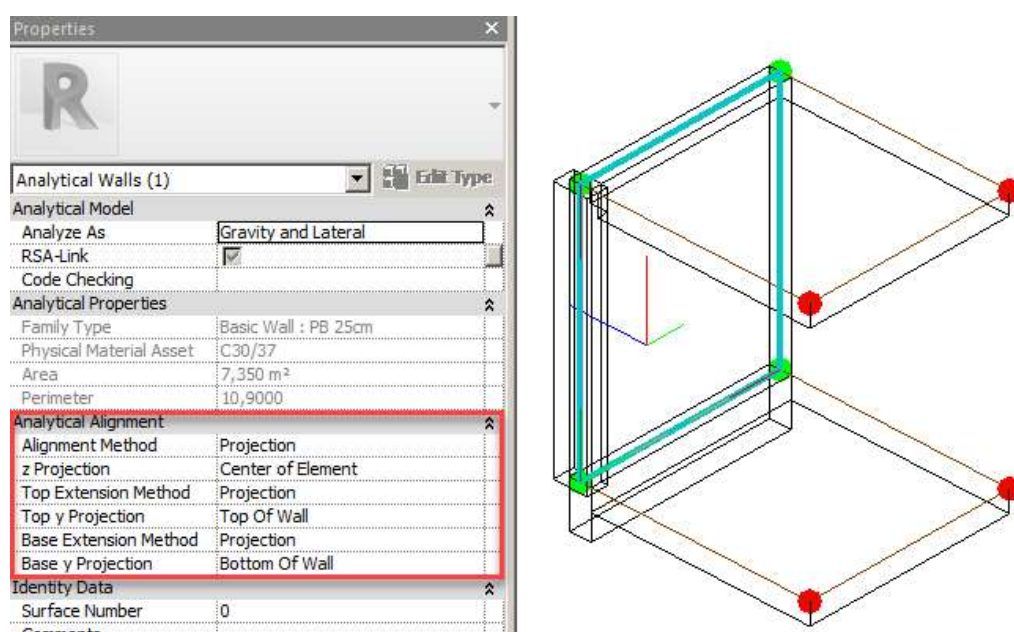 Properties
R
Analytical Walls (1) Edit Type
Analytical Model
Analyze As Gravity and Lateral
RSA-Link
Code Checking
Analytical Properties
Family Type Basic Wall : PB 25cm
Physical Material Asset C30/37
Area 7,350 m²
Perimeter 10,9000
Analytical Alignment
Alignment Method Projection
z Projection Center of Element
Top Extension Method Projection
Top y Projection Top Of Wall
Base Extension Method Projection
Base y Projection Bottom Of Wall
Identity Data
Surface Number 0